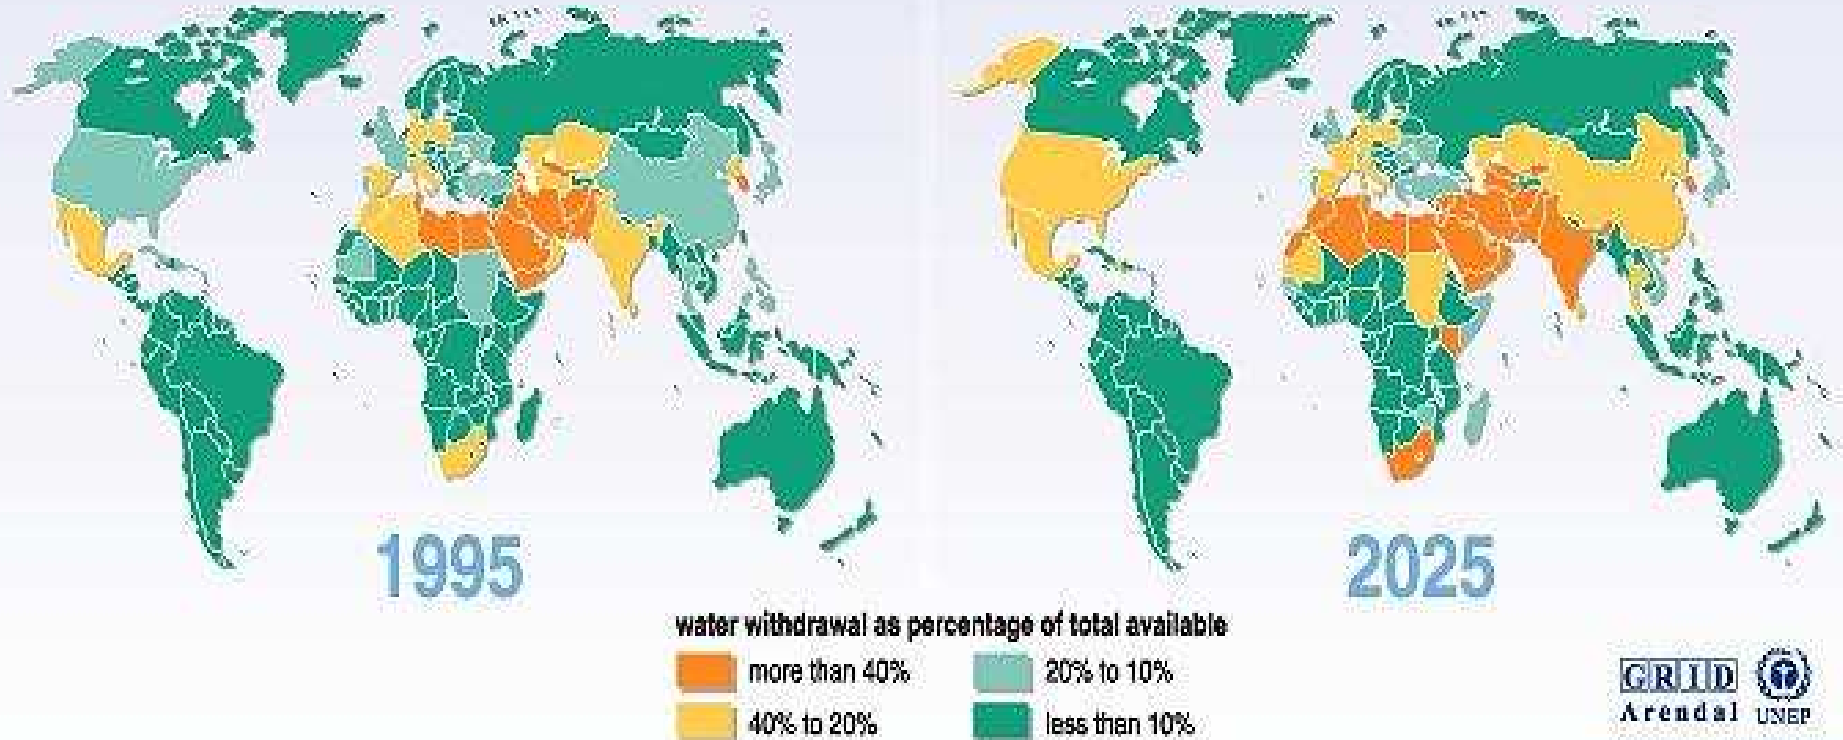 1995
2025
water withdrawal as percentage of total available
more than 40%
20% to 10%
40% to 20%
less than 10%
GRID
Arendal
UNEP